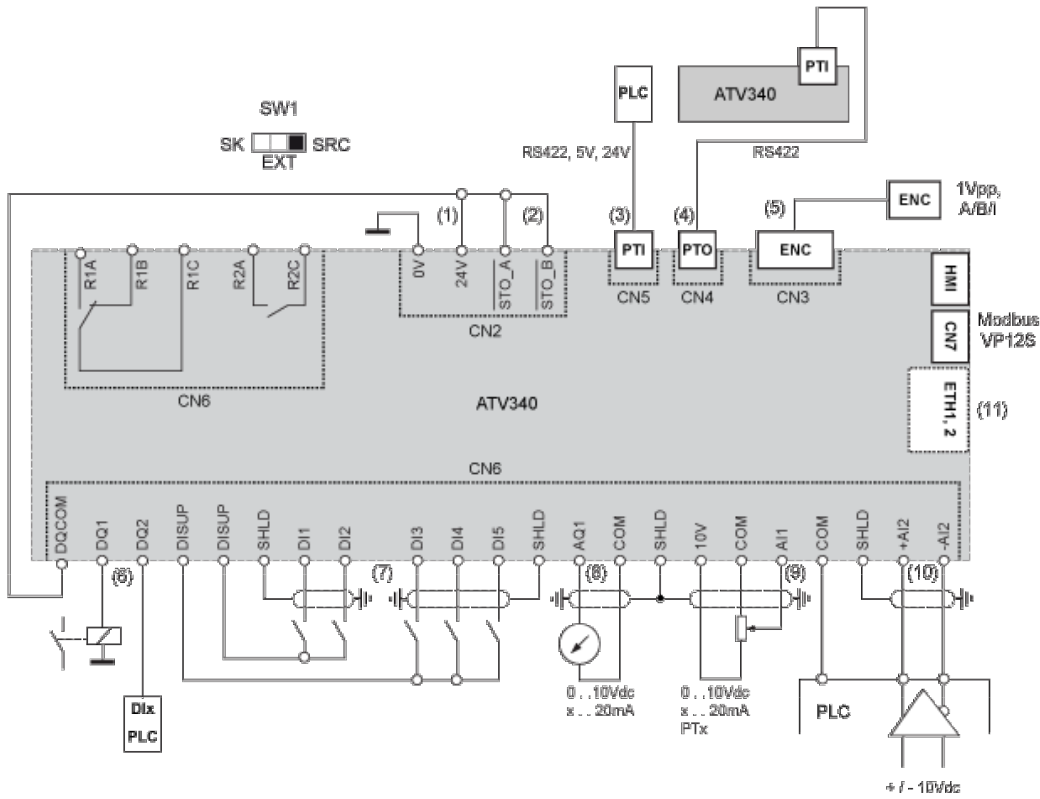 PTI
PLC
ATV340
SW1
SK SRC
EXT
RS422, 5V, 24V
RS422
ENC
1Vpp,
A/B/I
(1)
(2)
(3)
(4)
(5)
R1A
R1B
R1C
R2A
R2C
0V
24V
STO_A
STO_B
PTI
PTO
ENC
CN5
CN4
CN3
CN2
CN6
HMI
CN7
Modbus
VP12S
ETH1, 2
(11)
ATV340
CN6
DQCOM
DQ1
DQ2
DISUP
DISUP
SHLD
DI1
DI2
DI3
DI4
DI5
SHLD
AQ1
COM
SHLD
10V
COM
AI1
COM
SHLD
+AI2
-AI2
(6)
(7)
(8)
(9)
(10)
DIx
PLC
0 . . 10Vdc
x . . 20mA
0 . . 10Vdc
x . . 20mA
PTx
PLC
+ / - 10Vdc